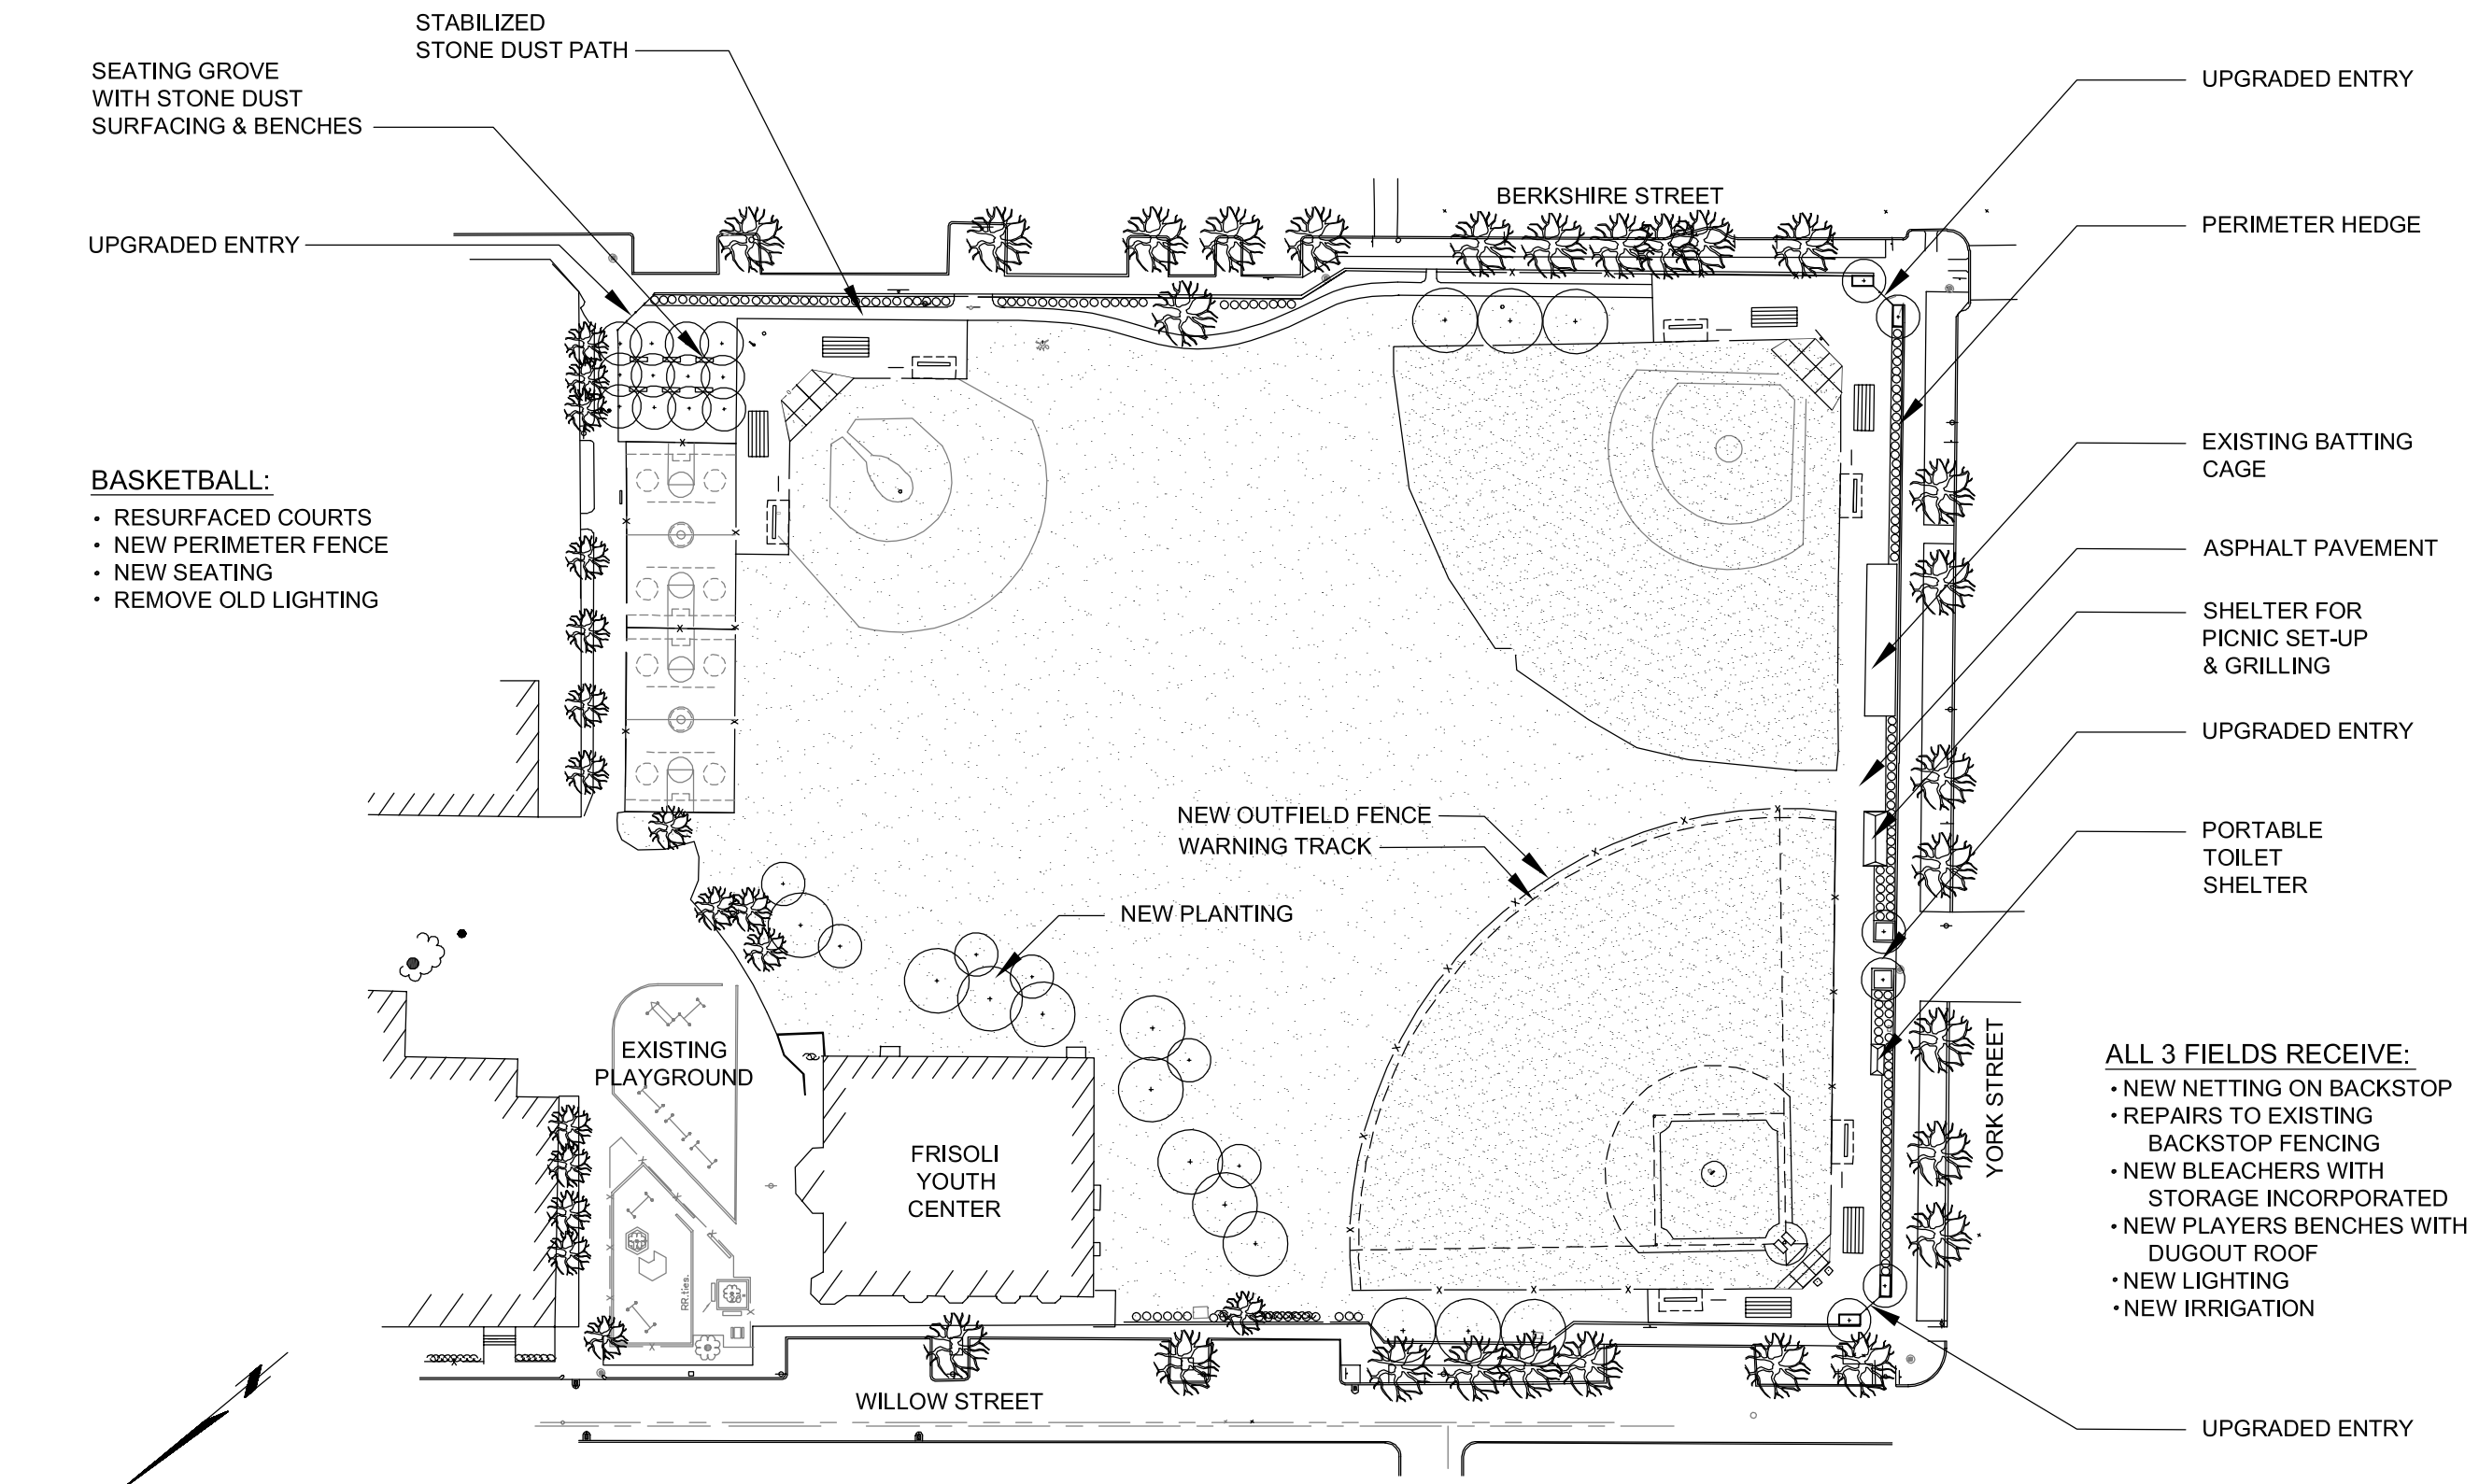 STABILIZED
STONE DUST PATH
SEATING GROVE
WITH STONE DUST
SURFACING & BENCHES
UPGRADED ENTRY
BASKETBALL:
• RESURFACED COURTS
• NEW PERIMETER FENCE
• NEW SEATING
• REMOVE OLD LIGHTING
BERKSHIRE STREET
UPGRADED ENTRY
PERIMETER HEDGE
EXISTING BATTING
CAGE
ASPHALT PAVEMENT
SHELTER FOR
PICNIC SET-UP
& GRILLING
UPGRADED ENTRY
PORTABLE
TOILET
SHELTER
NEW OUTFIELD FENCE
WARNING TRACK
NEW PLANTING
EXISTING
PLAYGROUND
FRISOLI
YOUTH
CENTER
RR.ties.
YORK STREET
ALL 3 FIELDS RECEIVE:
• NEW NETTING ON BACKSTOP
• REPAIRS TO EXISTING
BACKSTOP FENCING
• NEW BLEACHERS WITH
STORAGE INCORPORATED
• NEW PLAYERS BENCHES WITH
DUGOUT ROOF
• NEW LIGHTING
• NEW IRRIGATION
WILLOW STREET
UPGRADED ENTRY